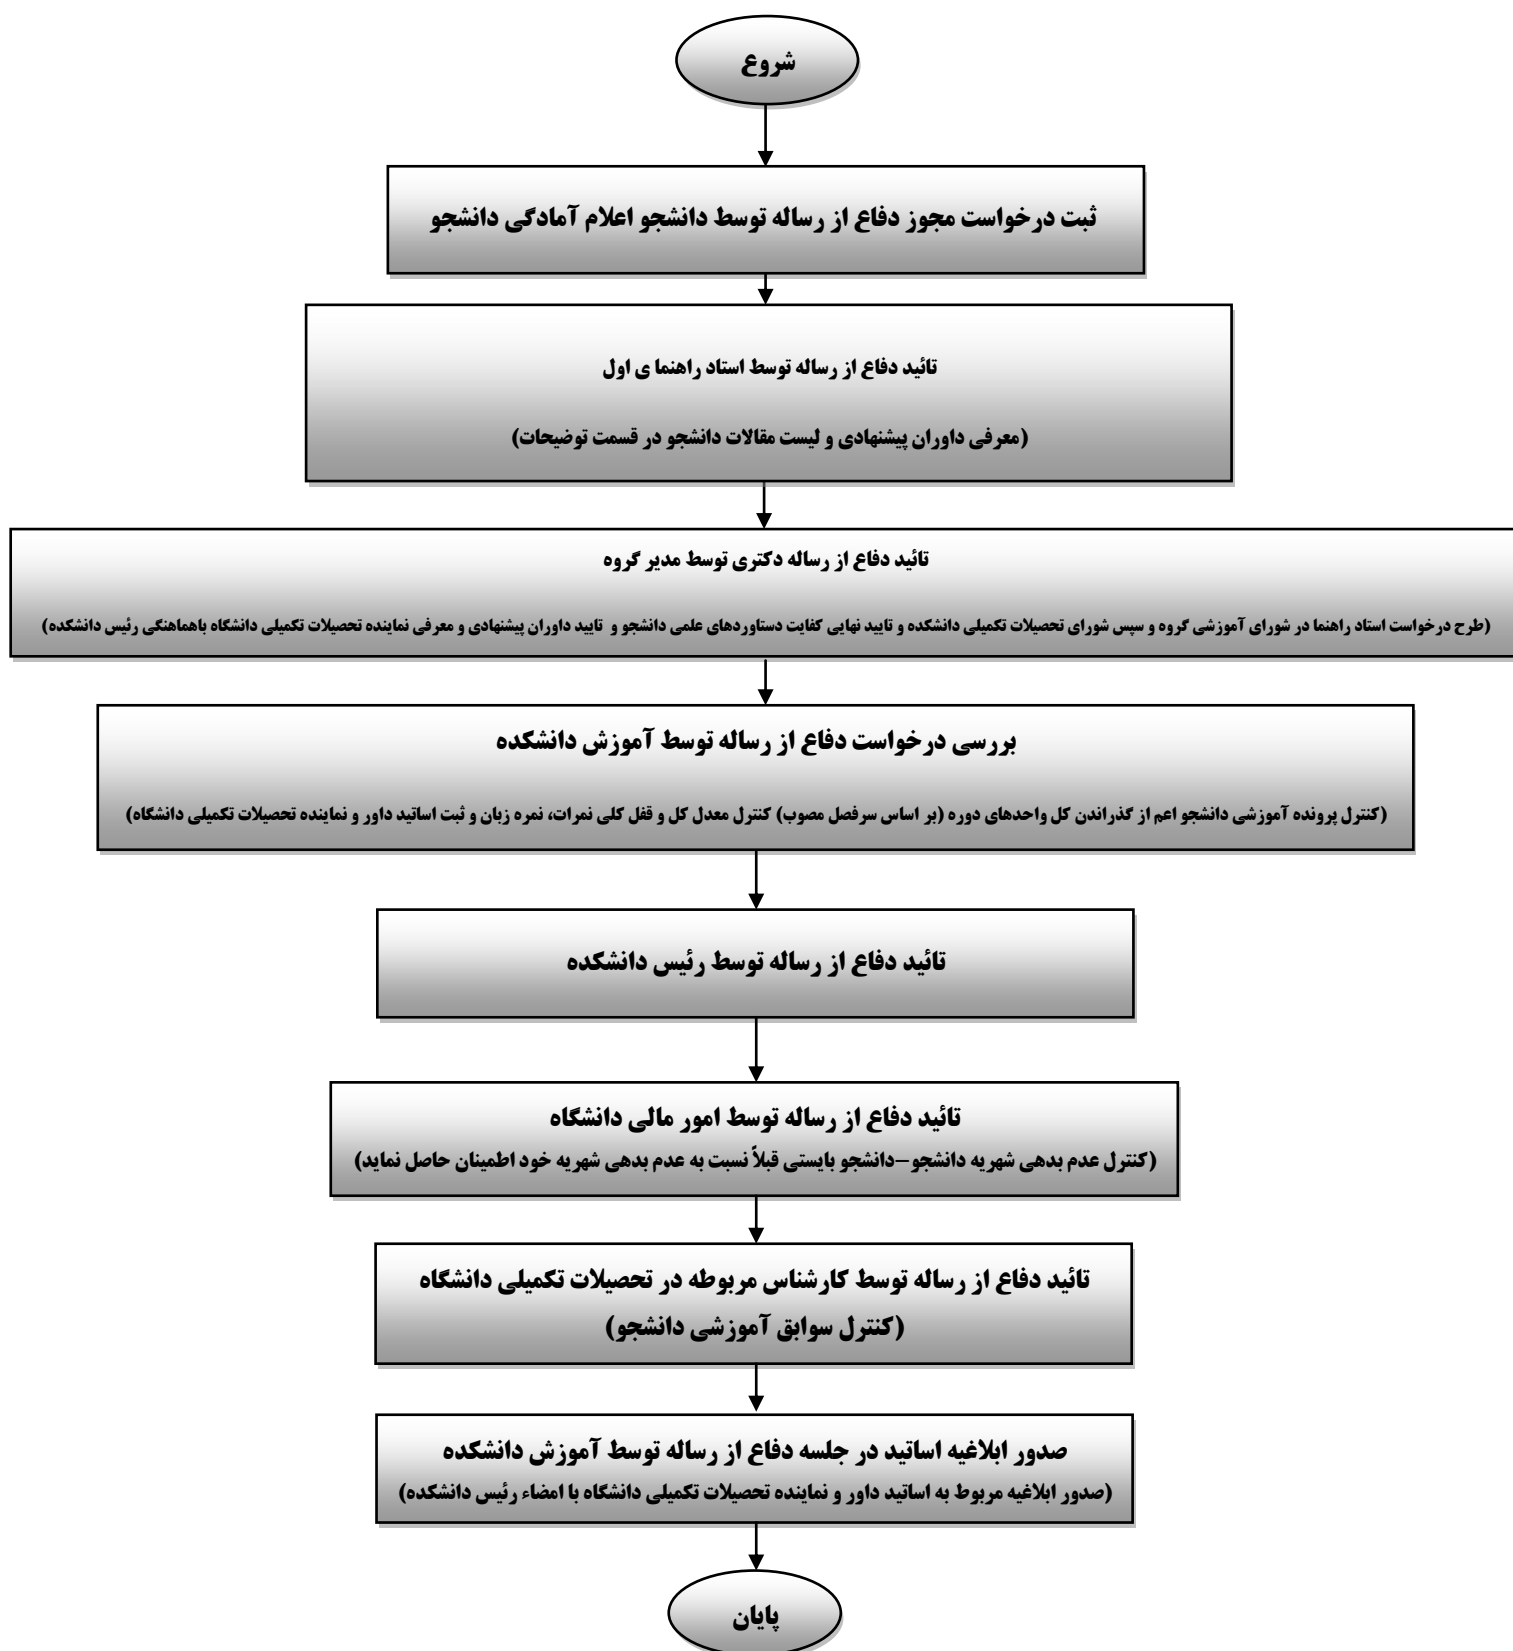 شروع
ثبت درخواست مجوز دفاع از رساله توسط دانشجو اعلام آمادگی دانشجو
تائید دفاع از رساله توسط استاد راهنما ی اول
(معرفی داوران پیشنهادی و لیست مقالات دانشجو در قسمت توضیحات)
تائید دفاع از رساله دکتری توسط مدیر گروه
(طرح درخواست استاد راهنما در شورای آموزشی گروه و سپس شورای تحصیلات تکمیلی دانشکده و تایید نهایی کفایت دستاوردهای علمی دانشجو و تایید داوران پیشنهادی و معرفی نماینده تحصیلات تکمیلی دانشگاه باهماهنگی رئیس دانشکده)
بررسی درخواست دفاع از رساله توسط آموزش دانشکده
(کنترل پرونده آموزشی دانشجو اعم از گذراندن کل واحدهای دوره (بر اساس سرفصل مصوب) کنترل معدل کل و قفل کلی نمرات، نمره زبان و ثبت اساتید داور و نماینده تحصیلات تکمیلی دانشگاه)
تائید دفاع از رساله توسط رئیس دانشکده
تائید دفاع از رساله توسط امور مالی دانشگاه
(کنترل عدم بدهی شهریه دانشجو–دانشجو بایستی قبلاً نسبت به عدم بدهی شهریه خود اطمینان حاصل نماید)
تائید دفاع از رساله توسط کارشناس مربوطه در تحصیلات تکمیلی دانشگاه
(کنترل سوابق آموزشی دانشجو)
صدور ابلاغیه اساتید در جلسه دفاع از رساله توسط آموزش دانشکده
(صدور ابلاغیه مربوط به اساتید داور و نماینده تحصیلات تکمیلی دانشگاه با امضاء رئیس دانشکده)
پایان